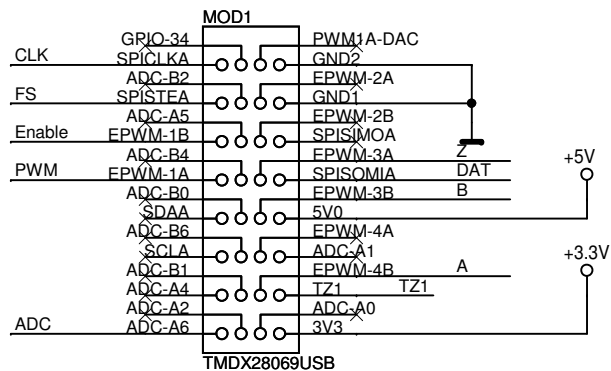 MOD1
GPIO-34 PWM1A-DAC
CLK SPICLKA GND2
ADC-B2 EPWM-2A
FS SPISTEA GND1
ADC-A5 EPWM-2B
Enable EPWM-1B SPISIMOA
ADC-B4 EPWM-3A Z
PWM EPWM-1A SPISOMIA DAT +5V
ADC-B0 EPWM-3B B
SDAA 5V0
ADC-B6 EPWM-4A
SCLA ADC-A1 +3.3V
ADC-B1 EPWM-4B A
ADC-A4 TZ1 TZ1
ADC-A2 ADC-A0
ADC ADC-A6 3V3
TMDX28069USB